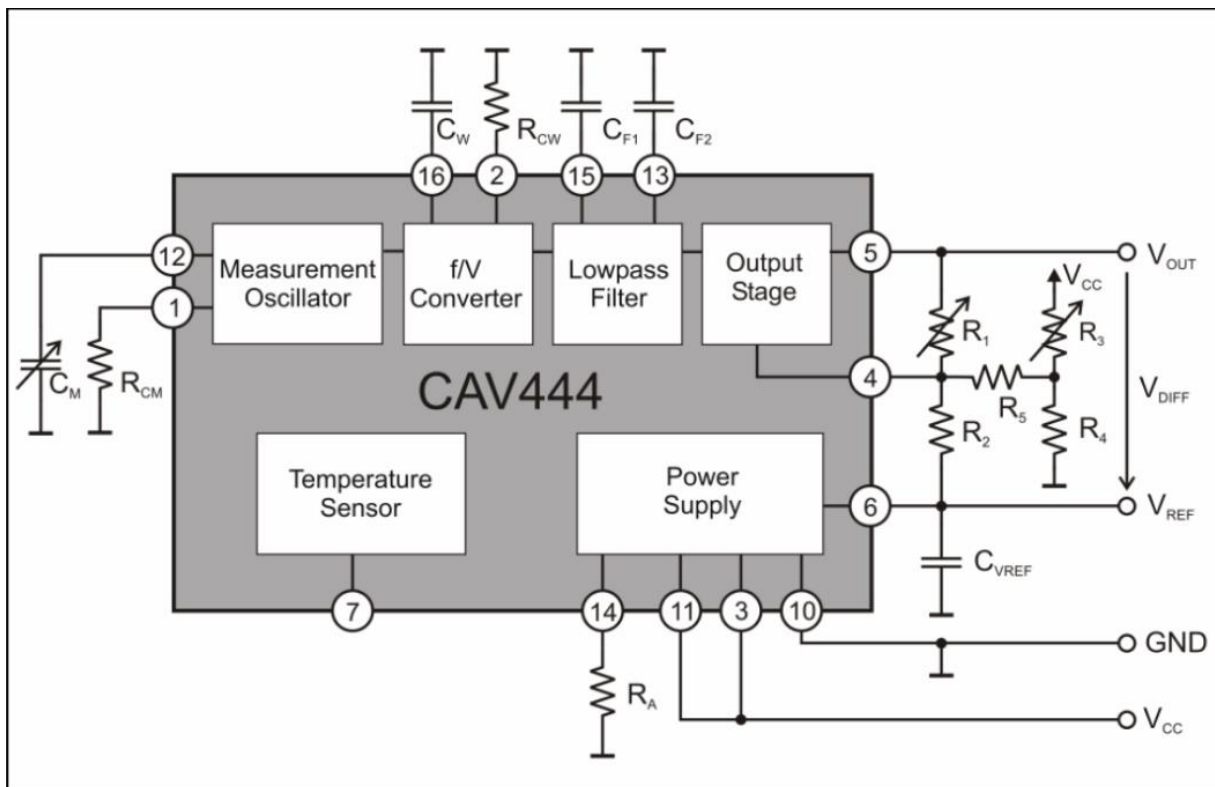 C_W
R_CW
C_F1
C_F2
16
2
15
13
12
Measurement
Oscillator
f/V
Converter
Lowpass
Filter
Output
Stage
5
V_OUT
1
V_CC
R_1
R_3
C_M
R_CM
CAV444
4
R_5
V_DIFF
R_2
R_4
Temperature
Sensor
Power
Supply
6
V_REF
C_VREF
7
14
11
3
10
GND
R_A
V_CC